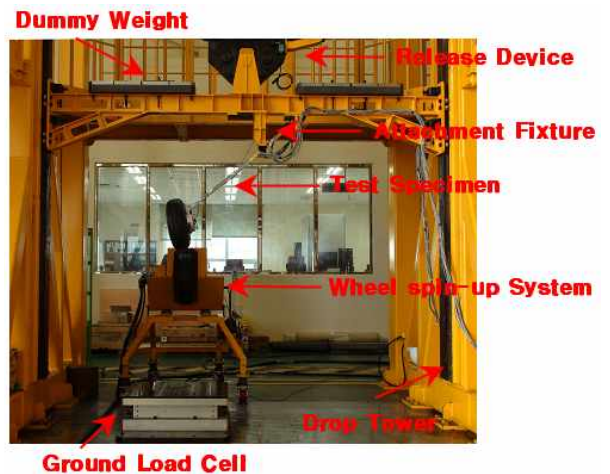 Dummy Weight
Release Device
Attachment Fixture
Test Specimen
Wheel spin-up System
Drop Tower
Ground Load Cell